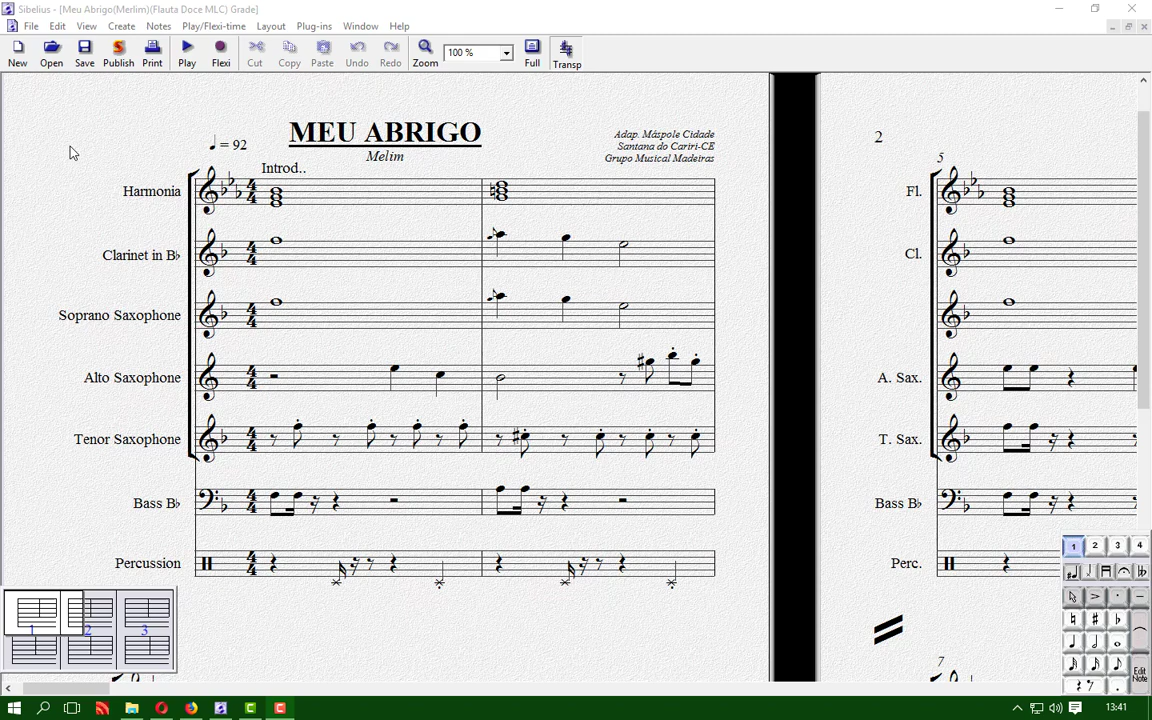 Sibelius - [Meu Abrigo(Merlim)(Flauta Doce MLC) Grade]
File Edit View Create Notes Play/Flexi-time Layout Plug-ins Window Help
New Open Save Publish Print Play Flexi Cut Copy Paste Undo Redo Zoom 100 % Full Transp
MEU ABRIGO
= 92
Melim
Adap. Máspole Cidade
Santana do Cariri-CE
Grupo Musical Madeiras
Introd..
Harmonia
Clarinet in B♭
Soprano Saxophone
Alto Saxophone
Tenor Saxophone
Bass B♭
Percussion
2
5
Fl.
Cl.
A. Sax.
T. Sax.
Bass B♭
Perc.
7
1 2 3
1 2 3 4
Edit
Note
13:41